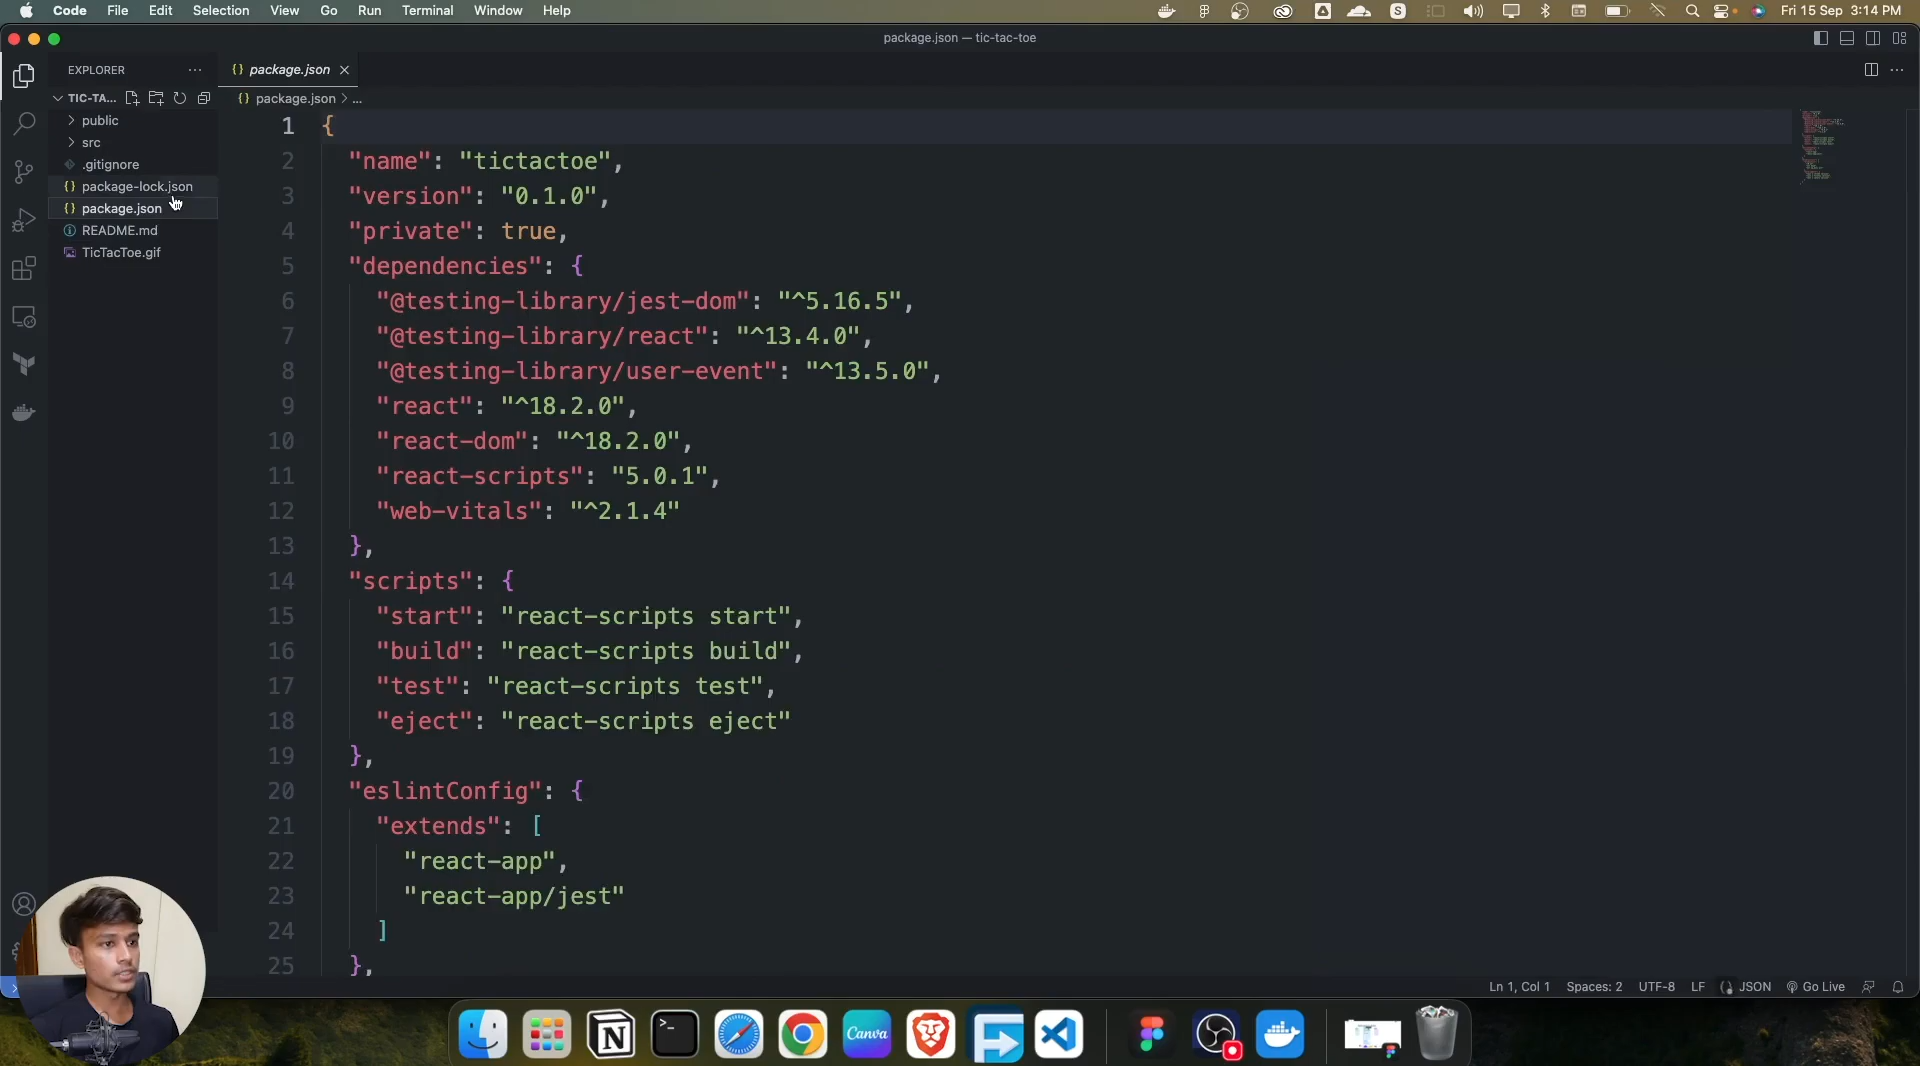 Code File Edit Selection View Go Run Terminal Window Help
Fri 15 Sep 3:14 PM
package.json — tic-tac-toe
EXPLORER
{} package.json
TIC-TA...
{} package.json > ...
public
src
.gitignore
{} package-lock.json
{} package.json
README.md
TicTacToe.gif
1 {
2 "name": "tictactoe",
3 "version": "0.1.0",
4 "private": true,
5 "dependencies": {
6 "@testing-library/jest-dom": "^5.16.5",
7 "@testing-library/react": "^13.4.0",
8 "@testing-library/user-event": "^13.5.0",
9 "react": "^18.2.0",
10 "react-dom": "^18.2.0",
11 "react-scripts": "5.0.1",
12 "web-vitals": "^2.1.4"
13 },
14 "scripts": {
15 "start": "react-scripts start",
16 "build": "react-scripts build",
17 "test": "react-scripts test",
18 "eject": "react-scripts eject"
19 },
20 "eslintConfig": {
21 "extends": [
22 "react-app",
23 "react-app/jest"
24 ]
25 },
Ln 1, Col 1 Spaces: 2 UTF-8 LF JSON Go Live
Canva